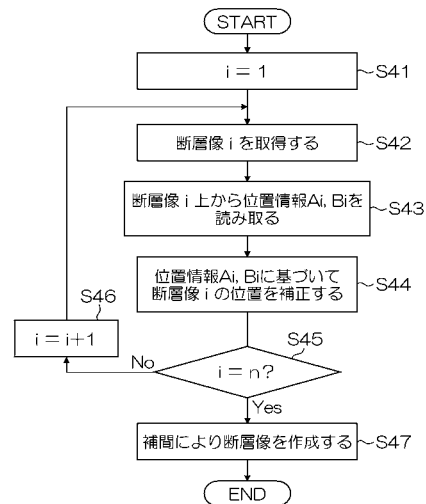 START
i = 1
S41
断層像 i を取得する
S42
断層像 i 上から位置情報Ai, Biを
読み取る
S43
位置情報Ai, Biに基づいて
断層像 i の位置を補正する
S44
S46
i = i+1
S45
i = n?
No
Yes
補間により断層像を作成する
S47
END